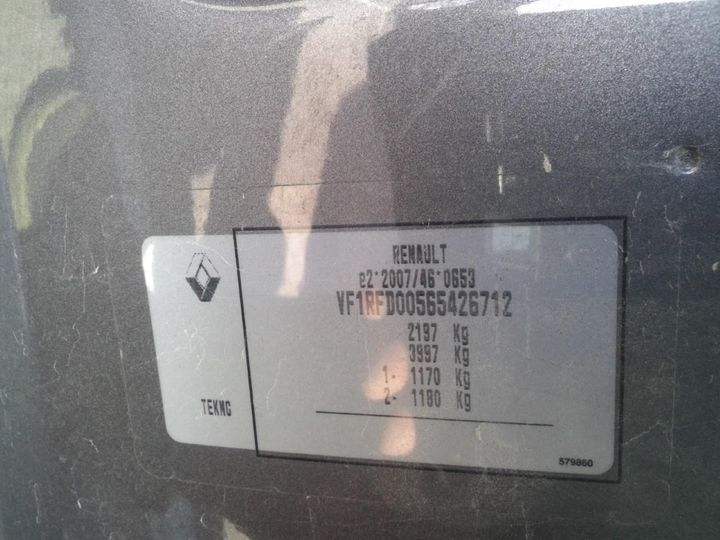 RENAULT
e2*2007/46*0653
VF1RFD00565426712
2197 Kg
3997 Kg
1- 1170 Kg
2- 1180 Kg
TEKNG
579860